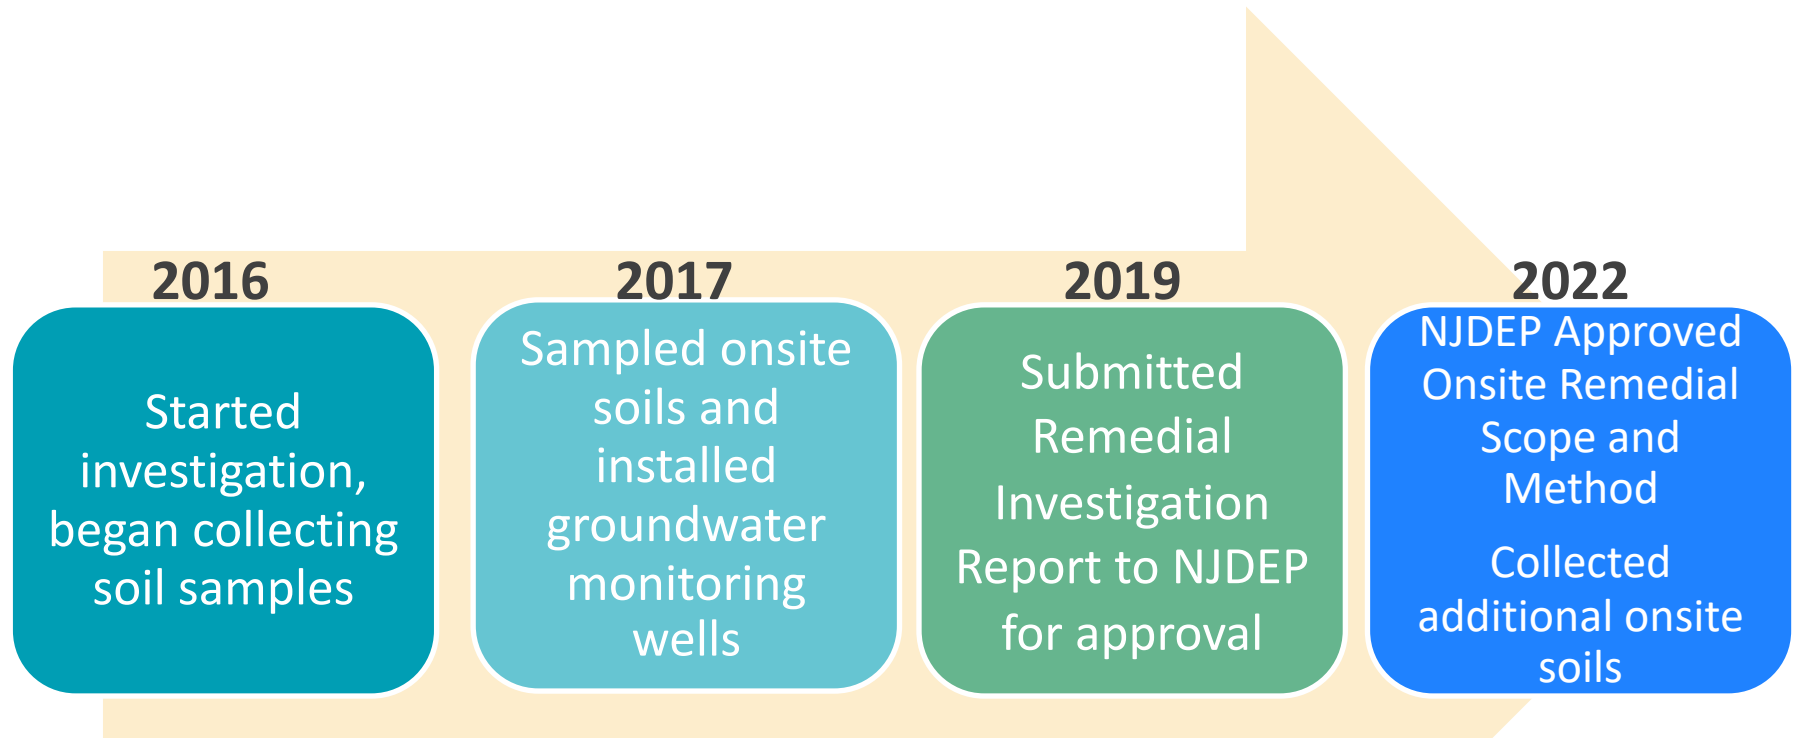 2016
Started
investigation,
began collecting
soil samples
2017
Sampled onsite
soils and
installed
groundwater
monitoring
wells
2019
Submitted
Remedial
Investigation
Report to NJDEP
for approval
2022
NJDEP Approved
Onsite Remedial
Scope and
Method
Collected
additional onsite
soils